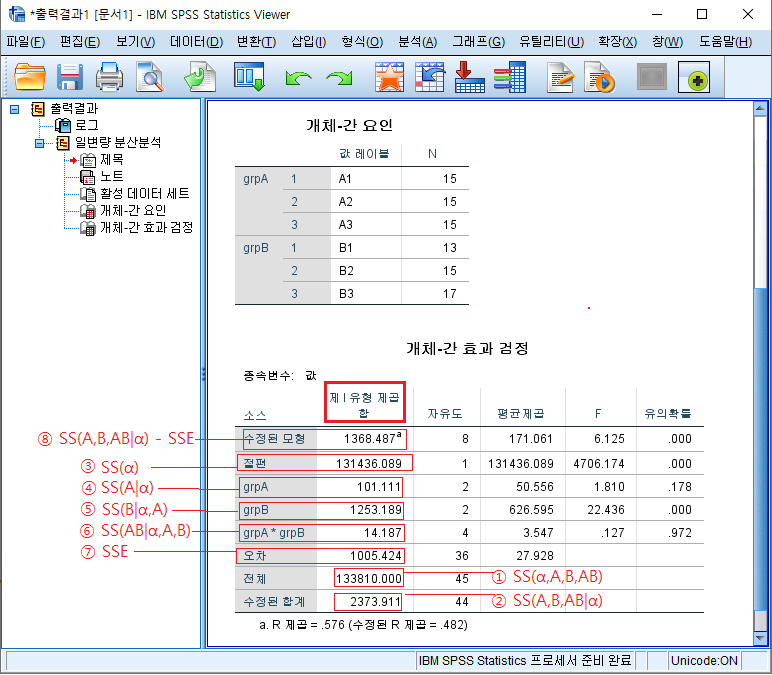 *출력결과1 [문서1] - IBM SPSS Statistics Viewer
파일(F) 편집(E) 보기(V) 데이터(D) 변환(T) 삽입(I) 형식(O) 분석(A) 그래프(G) 유틸리티(U) 확장(X) 창(W) 도움말(H)
출력결과
로그
일변량 분산분석
제목
노트
활성 데이터 세트
개체-간 요인
개체-간 효과 검정
개체-간 요인
값 레이블 N
grpA 1 A1 15
2 A2 15
3 A3 15
grpB 1 B1 13
2 B2 15
3 B3 17
개체-간 효과 검정
종속변수: 값
소스 제 I 유형 제곱합 자유도 평균제곱 F 유의확률
⑧ SS(A,B,AB|α) - SSE 수정된 모형 1368.487a 8 171.061 6.125 .000
③ SS(α) 절편 131436.089 1 131436.089 4706.174 .000
④ SS(A|α) grpA 101.111 2 50.556 1.810 .178
⑤ SS(B|α,A) grpB 1253.189 2 626.595 22.436 .000
⑥ SS(AB|α,A,B) grpA * grpB 14.187 4 3.547 .127 .972
⑦ SSE 오차 1005.424 36 27.928
전체 133810.000 45 ① SS(α,A,B,AB)
수정된 합계 2373.911 44 ② SS(A,B,AB|α)
a. R 제곱 = .576 (수정된 R 제곱 = .482)
IBM SPSS Statistics 프로세서 준비 완료 Unicode:ON